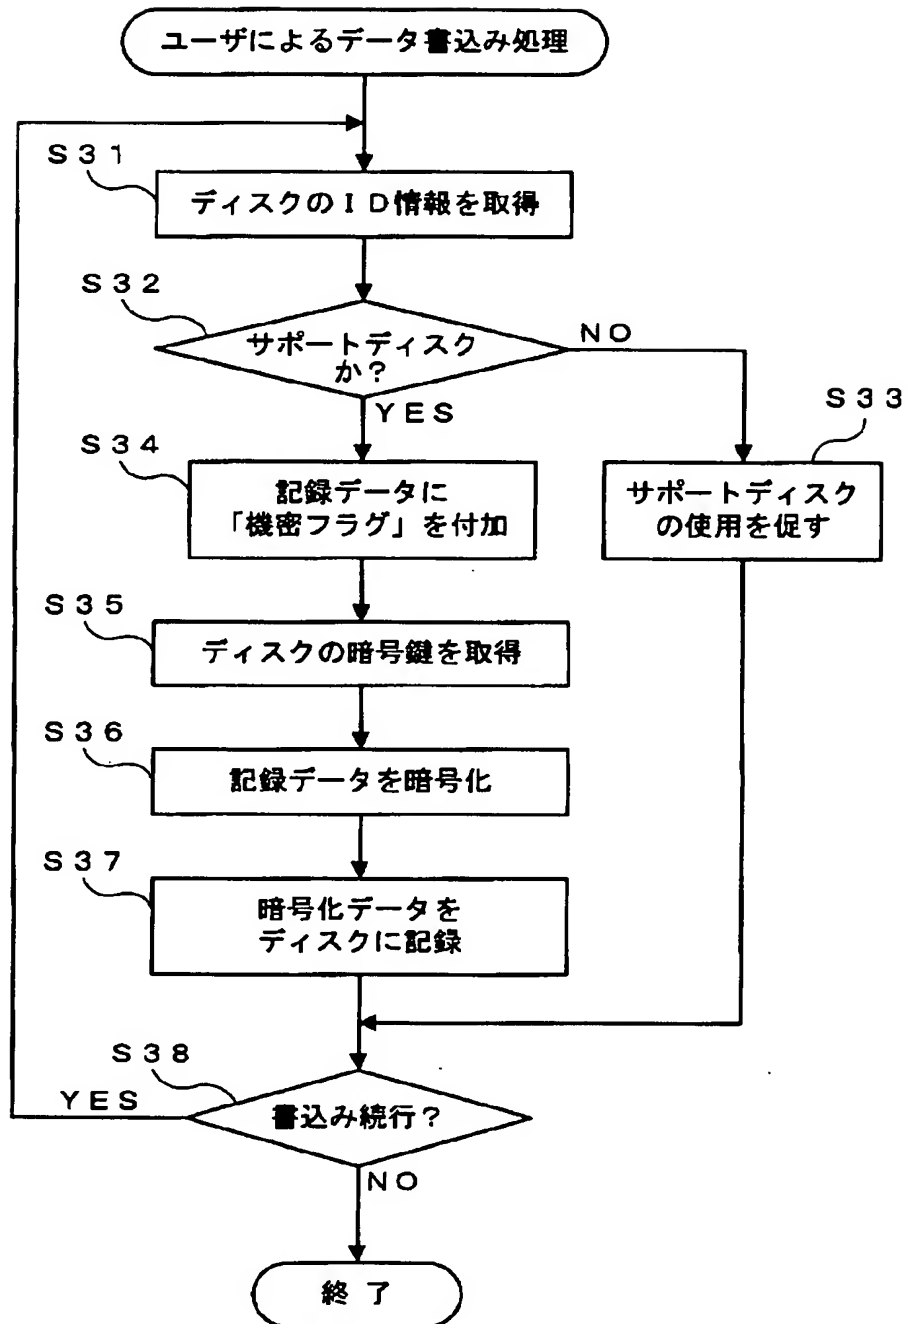 ユーザによるデータ書込み処理
S31
ディスクのID情報を取得
S32
サポートディスク
か？
NO
YES
S33
サポートディスク
の使用を促す
S34
記録データに
「機密フラグ」を付加
S35
ディスクの暗号鍵を取得
S36
記録データを暗号化
S37
暗号化データを
ディスクに記録
S38
YES
書込み続行？
NO
終了